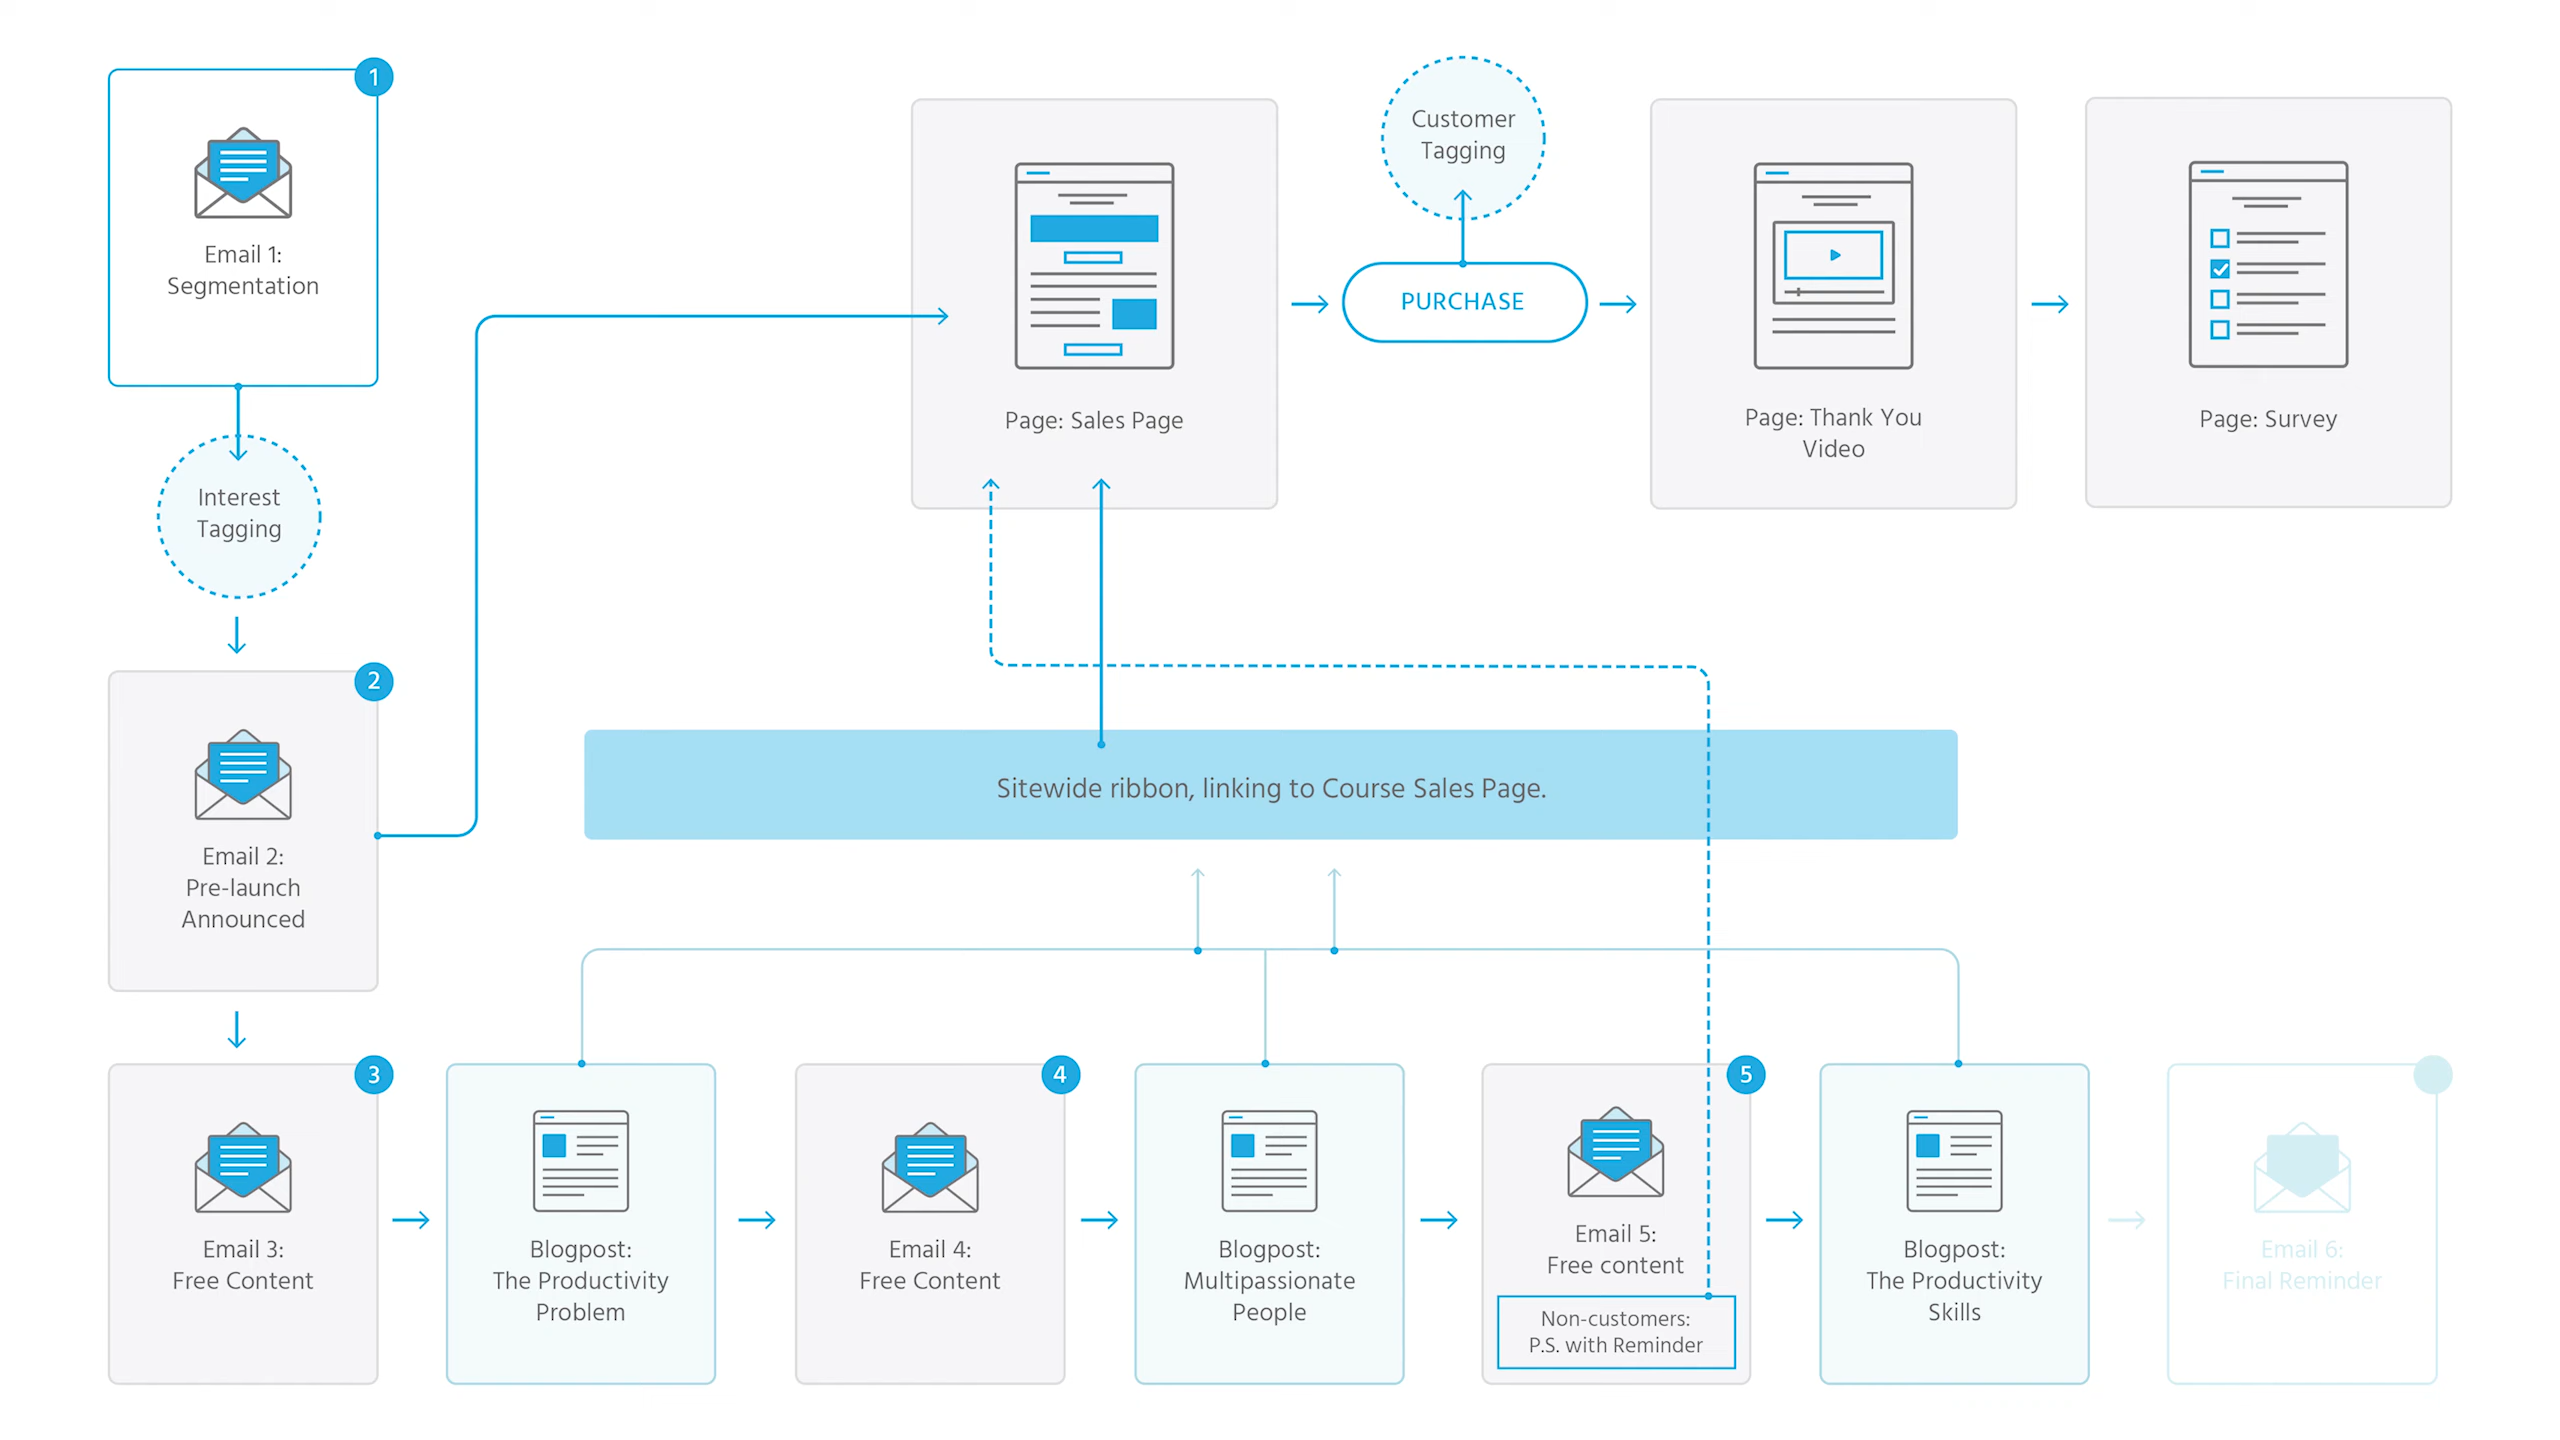 1
Email 1:
Segmentation
Interest
Tagging
2
Email 2:
Pre-launch
Announced
Page: Sales Page
Customer
Tagging
PURCHASE
Page: Thank You
Video
Page: Survey
Sitewide ribbon, linking to Course Sales Page.
3
Email 3:
Free Content
Blogpost:
The Productivity
Problem
4
Email 4:
Free Content
Blogpost:
Multipassionate
People
5
Email 5:
Free content
Non-customers:
P.S. with Reminder
Blogpost:
The Productivity
Skills
Email 6:
Final Reminder